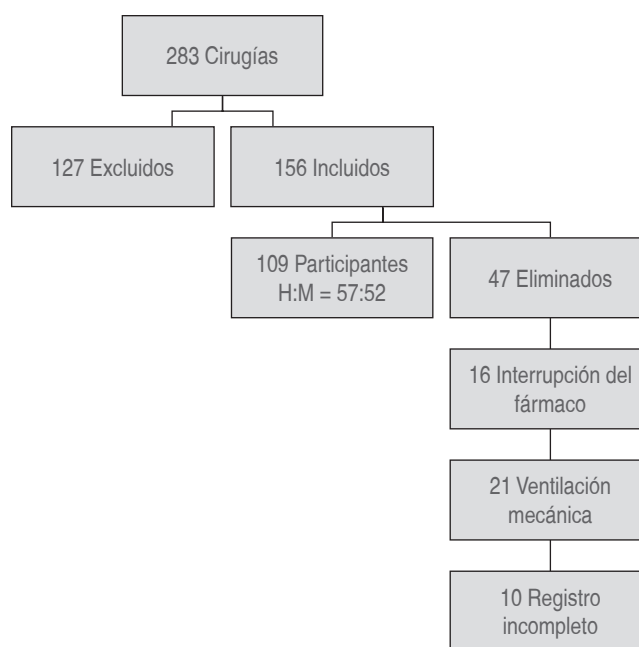 283 Cirugías
127 Excluidos
156 Incluidos
109 Participantes
H:M = 57:52
47 Eliminados
16 Interrupción del
fármaco
21 Ventilación
mecánica
10 Registro
incompleto